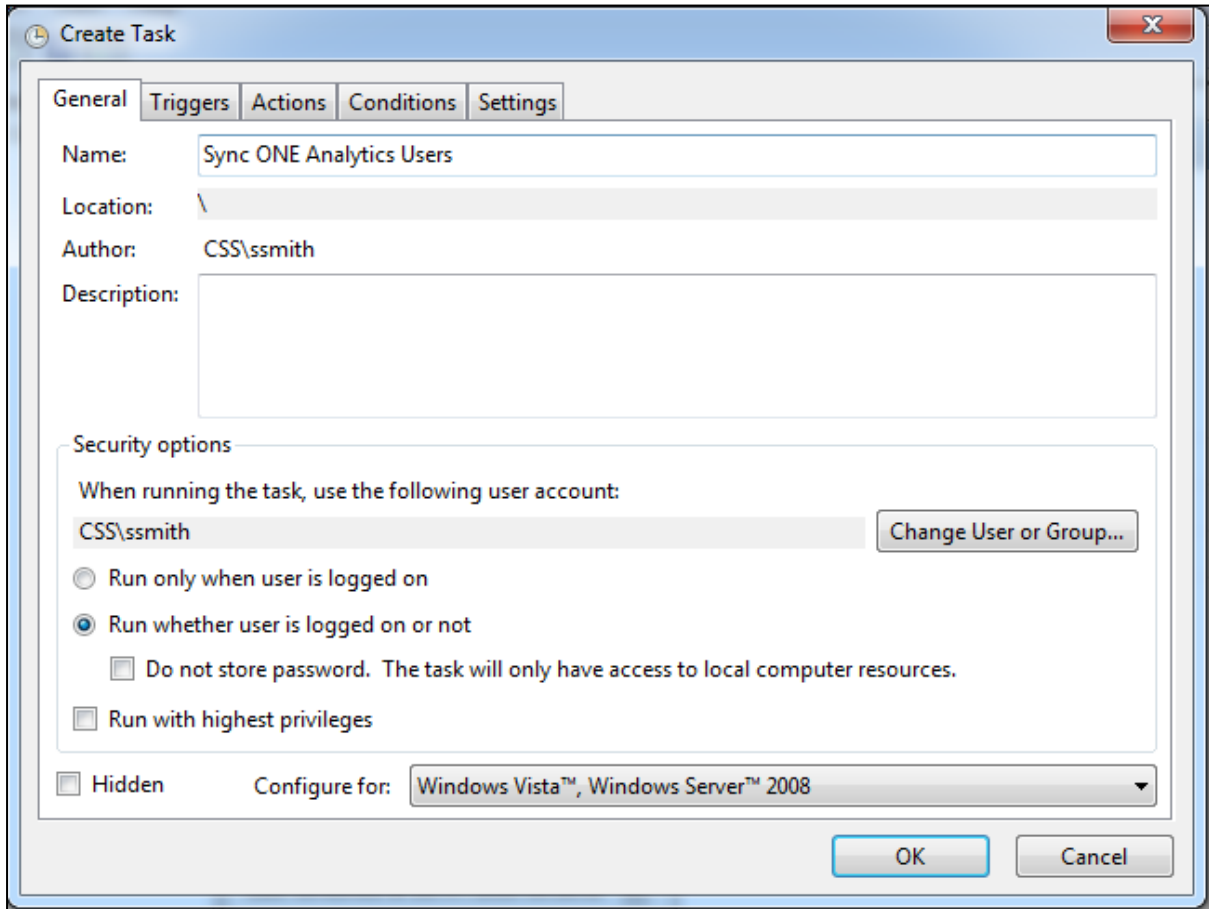 Create Task
General Triggers Actions Conditions Settings
Name: Sync ONE Analytics Users
Location: \
Author: CSS\ssmith
Description:
Security options
When running the task, use the following user account:
CSS\ssmith Change User or Group...
Run only when user is logged on
Run whether user is logged on or not
Do not store password. The task will only have access to local computer resources.
Run with highest privileges
Hidden Configure for: Windows Vista™, Windows Server™ 2008
OK Cancel